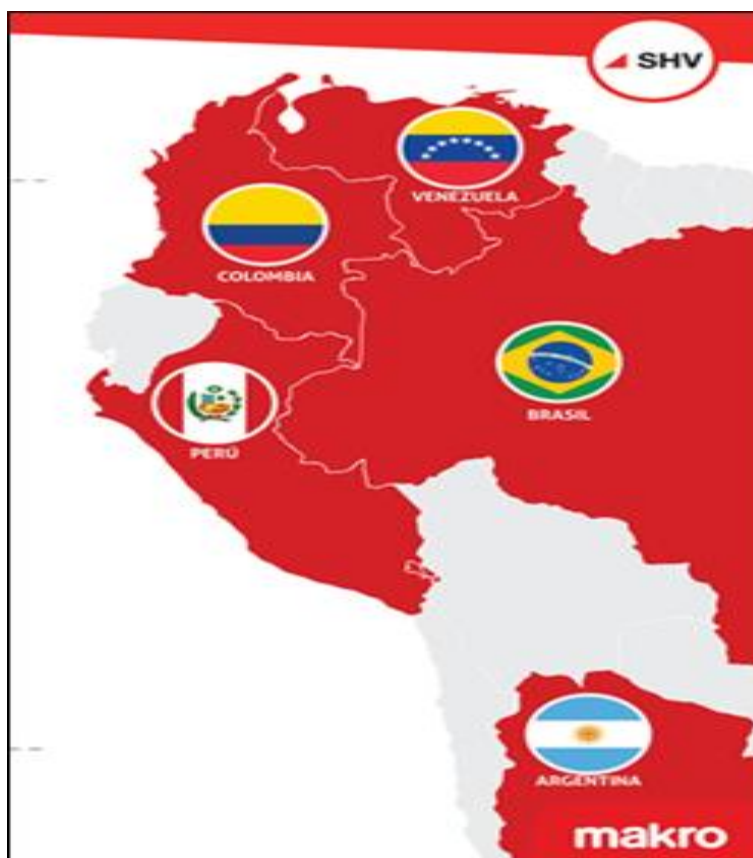 SHV
VENEZUELA
COLOMBIA
BRASIL
PERÚ
ARGENTINA
makro